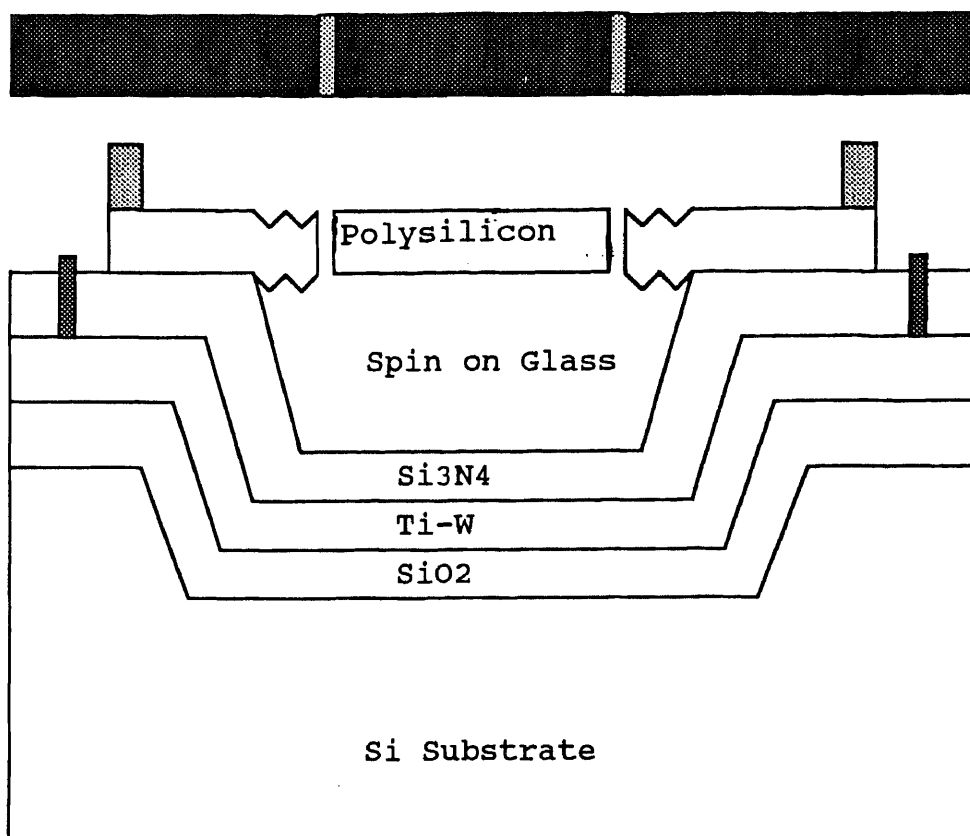 Polysilicon
Spin on Glass
Si3N4
Ti-W
SiO2
Si Substrate